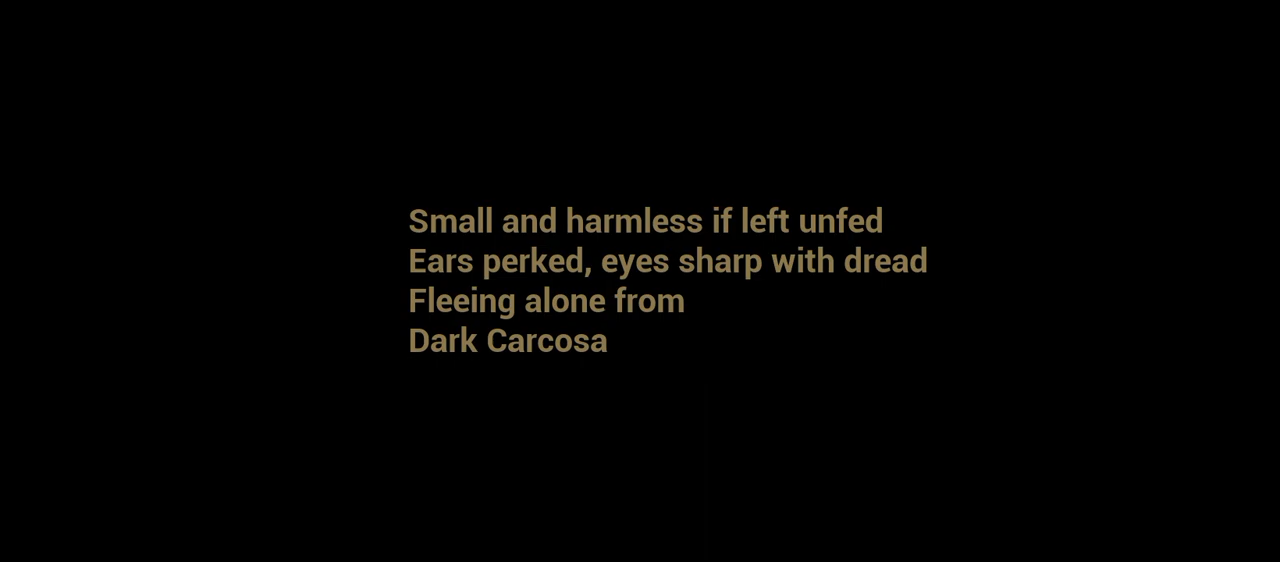 Small and harmless if left unfed
Ears perked, eyes sharp with dread
Fleeing alone from
Dark Carcosa